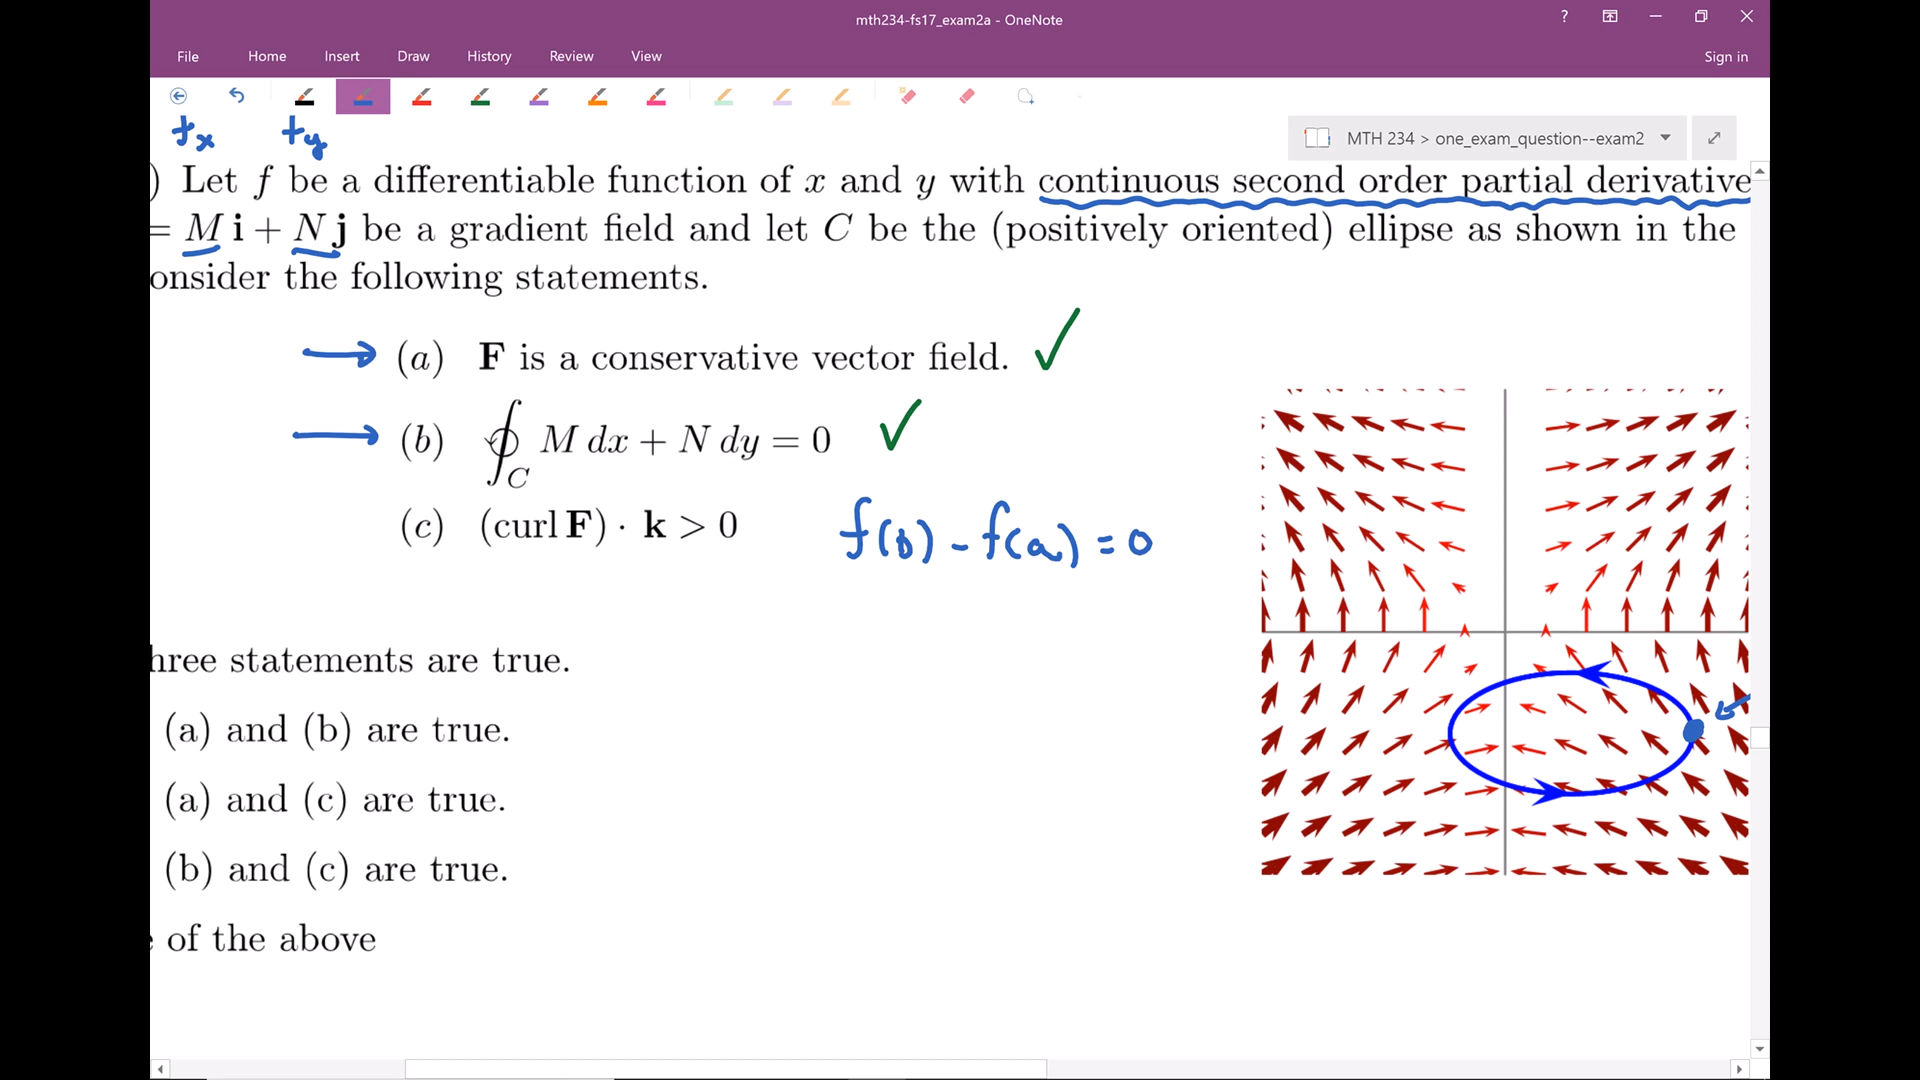 mth234-fs17_exam2a - OneNote
?
File Home Insert Draw History Review View
Sign in
MTH 234 > one_exam_question--exam2
fx fy
) Let f be a differentiable function of x and y with continuous second order partial derivative
= M i + N j be a gradient field and let C be the (positively oriented) ellipse as shown in the
onsider the following statements.
(a) F is a conservative vector field. ✓
(b) ∮_C M dx + N dy = 0 ✓
(c) (curl F) · k > 0
f(b) - f(a) = 0
hree statements are true.
(a) and (b) are true.
(a) and (c) are true.
(b) and (c) are true.
e of the above